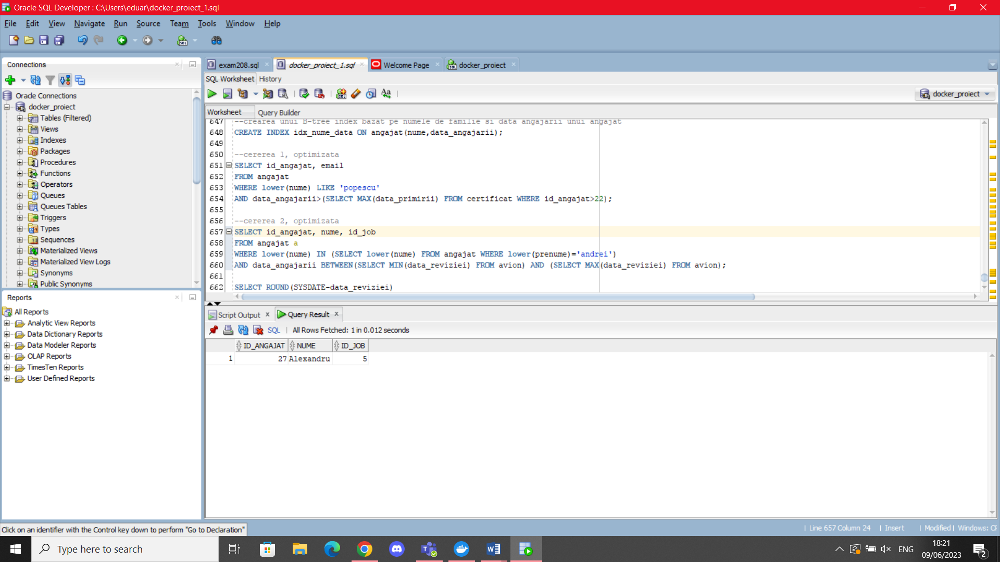 Oracle SQL Developer : C:\Users\eduar\docker_proiect_1.sql
File Edit View Navigate Run Source Team Tools Window Help
Connections
Oracle Connections
docker_proiect
Tables (Filtered)
Views
Indexes
Packages
Procedures
Functions
Operators
Queues
Queues Tables
Triggers
Types
Sequences
Materialized Views
Materialized View Logs
Synonyms
Public Synonyms
Reports
All Reports
Analytic View Reports
Data Dictionary Reports
Data Modeler Reports
OLAP Reports
TimesTen Reports
User Defined Reports
exam208.sql docker_proiect_1.sql Welcome Page docker_proiect
SQL Worksheet History
docker_proiect
Worksheet Query Builder
647 --crearea unui B-tree index bazat pe numele de familie si data angajarii unui angajat
648 CREATE INDEX idx_nume_data ON angajat(nume,data_angajarii);
649
650 --cererea 1, optimizata
651 SELECT id_angajat, email
652 FROM angajat
653 WHERE lower(nume) LIKE 'popescu'
654 AND data_angajarii>(SELECT MAX(data_primirii) FROM certificat WHERE id_angajat>22);
655
656 --cererea 2, optimizata
657 SELECT id_angajat, nume, id_job
658 FROM angajat a
659 WHERE lower(nume) IN (SELECT lower(nume) FROM angajat WHERE lower(prenume)='andrei')
660 AND data_angajarii BETWEEN(SELECT MIN(data_reviziei) FROM avion) AND (SELECT MAX(data_reviziei) FROM avion);
661
662 SELECT ROUND(SYSDATE-data_reviziei)
Script Output Query Result
SQL All Rows Fetched: 1 in 0.012 seconds
ID_ANGAJAT NUME ID_JOB
1 27 Alexandru 5
Click on an identifier with the Control key down to perform "Go to Declaration"
Line 657 Column 24 Insert Modified Windows: CF
Type here to search
ENG
18:21
09/06/2023
2